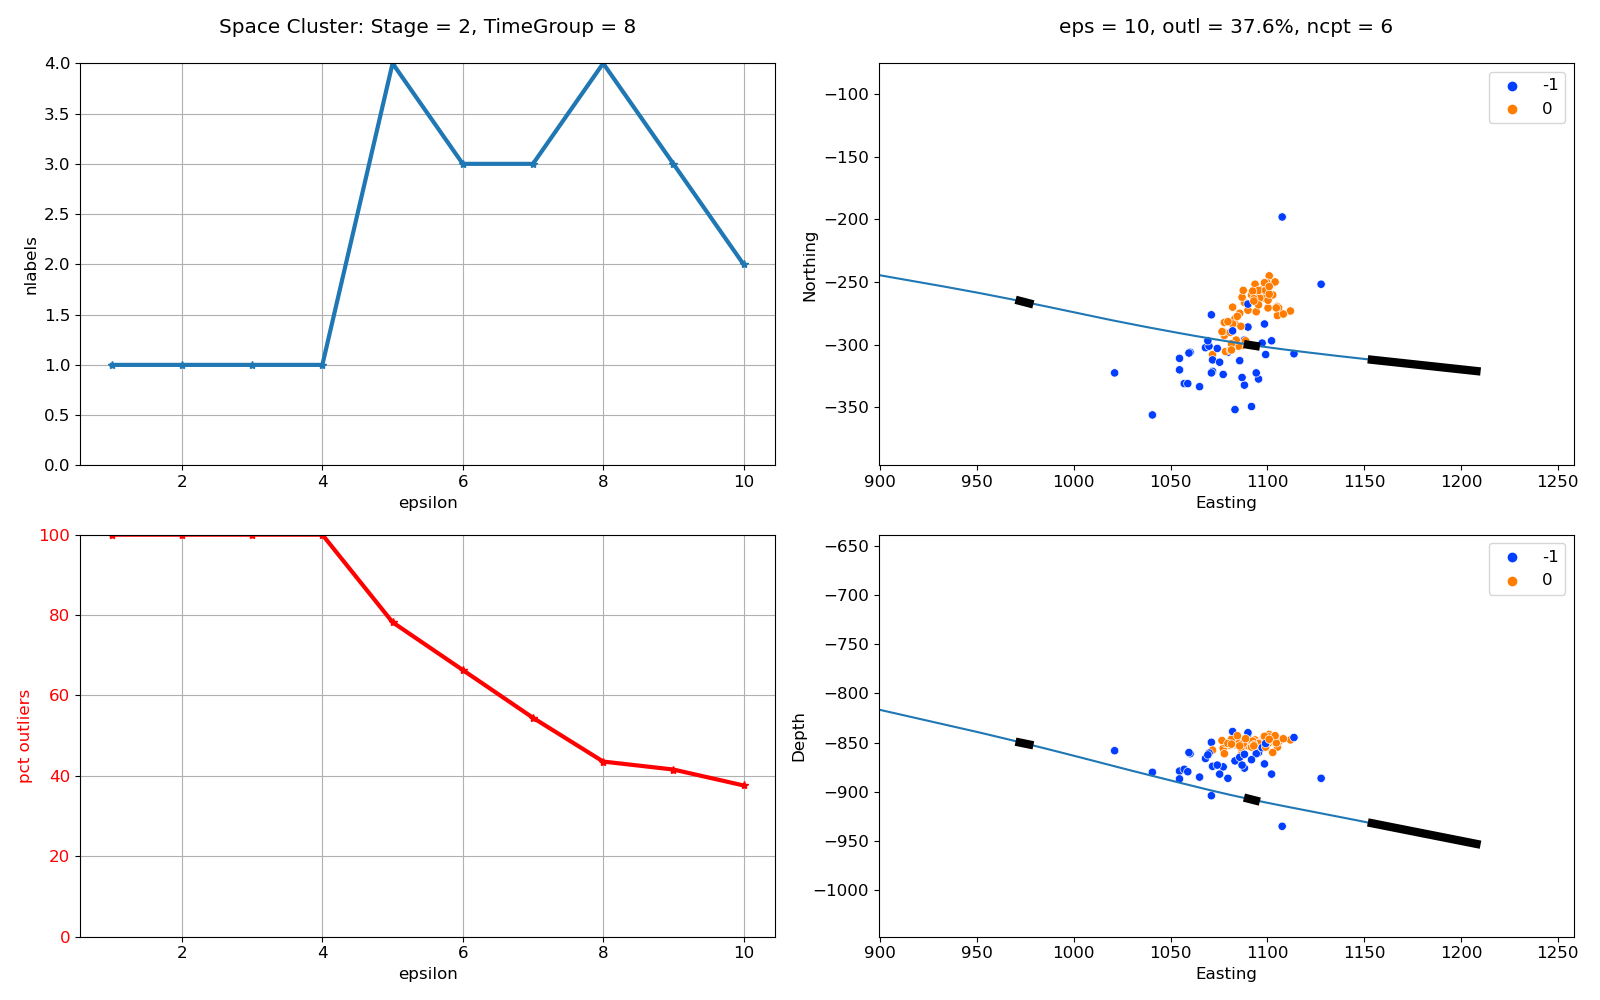 Space Cluster: Stage = 2, TimeGroup = 8
4.0
3.5
3.0
2.5
2.0
1.5
1.0
0.5
0.0
nlabels
2 4 6 8 10
epsilon
eps = 10, outl = 37.6%, ncpt = 6
-1
0
−100
−150
−200
−250
−300
−350
Northing
900 950 1000 1050 1100 1150 1200 1250
Easting
100
80
60
40
20
0
pct outliers
2 4 6 8 10
epsilon
-1
0
−650
−700
−750
−800
−850
−900
−950
−1000
Depth
900 950 1000 1050 1100 1150 1200 1250
Easting